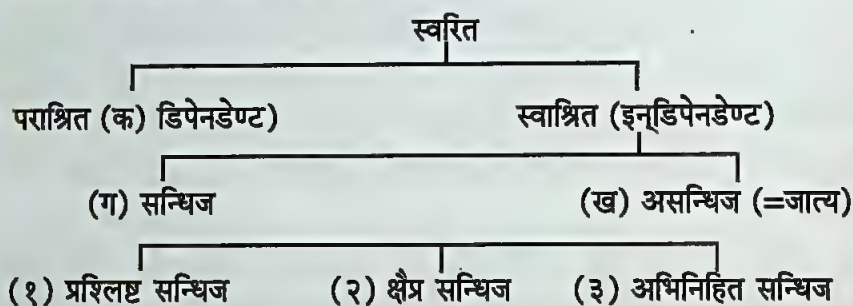 स्वरित
पराश्रित (क) डिपेनडेण्ट) स्वाश्रित (इन्‌डिपेनडेण्ट)
(ग) सन्धिज (ख) असन्धिज (=जात्य)
(१) प्रश्लिष्ट सन्धिज (२) क्षैप्र सन्धिज (३) अभिनिहित सन्धिज